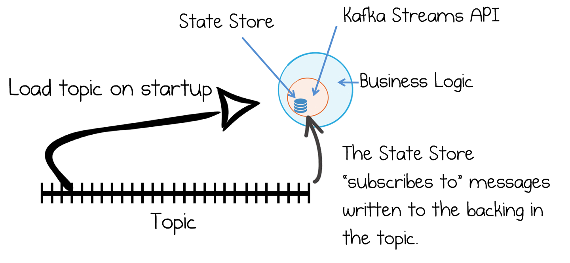 State Store
Kafka Streams API
Load topic on startup
Business Logic
The State Store
"subscribes to" messages
written to the backing in
the topic.
Topic